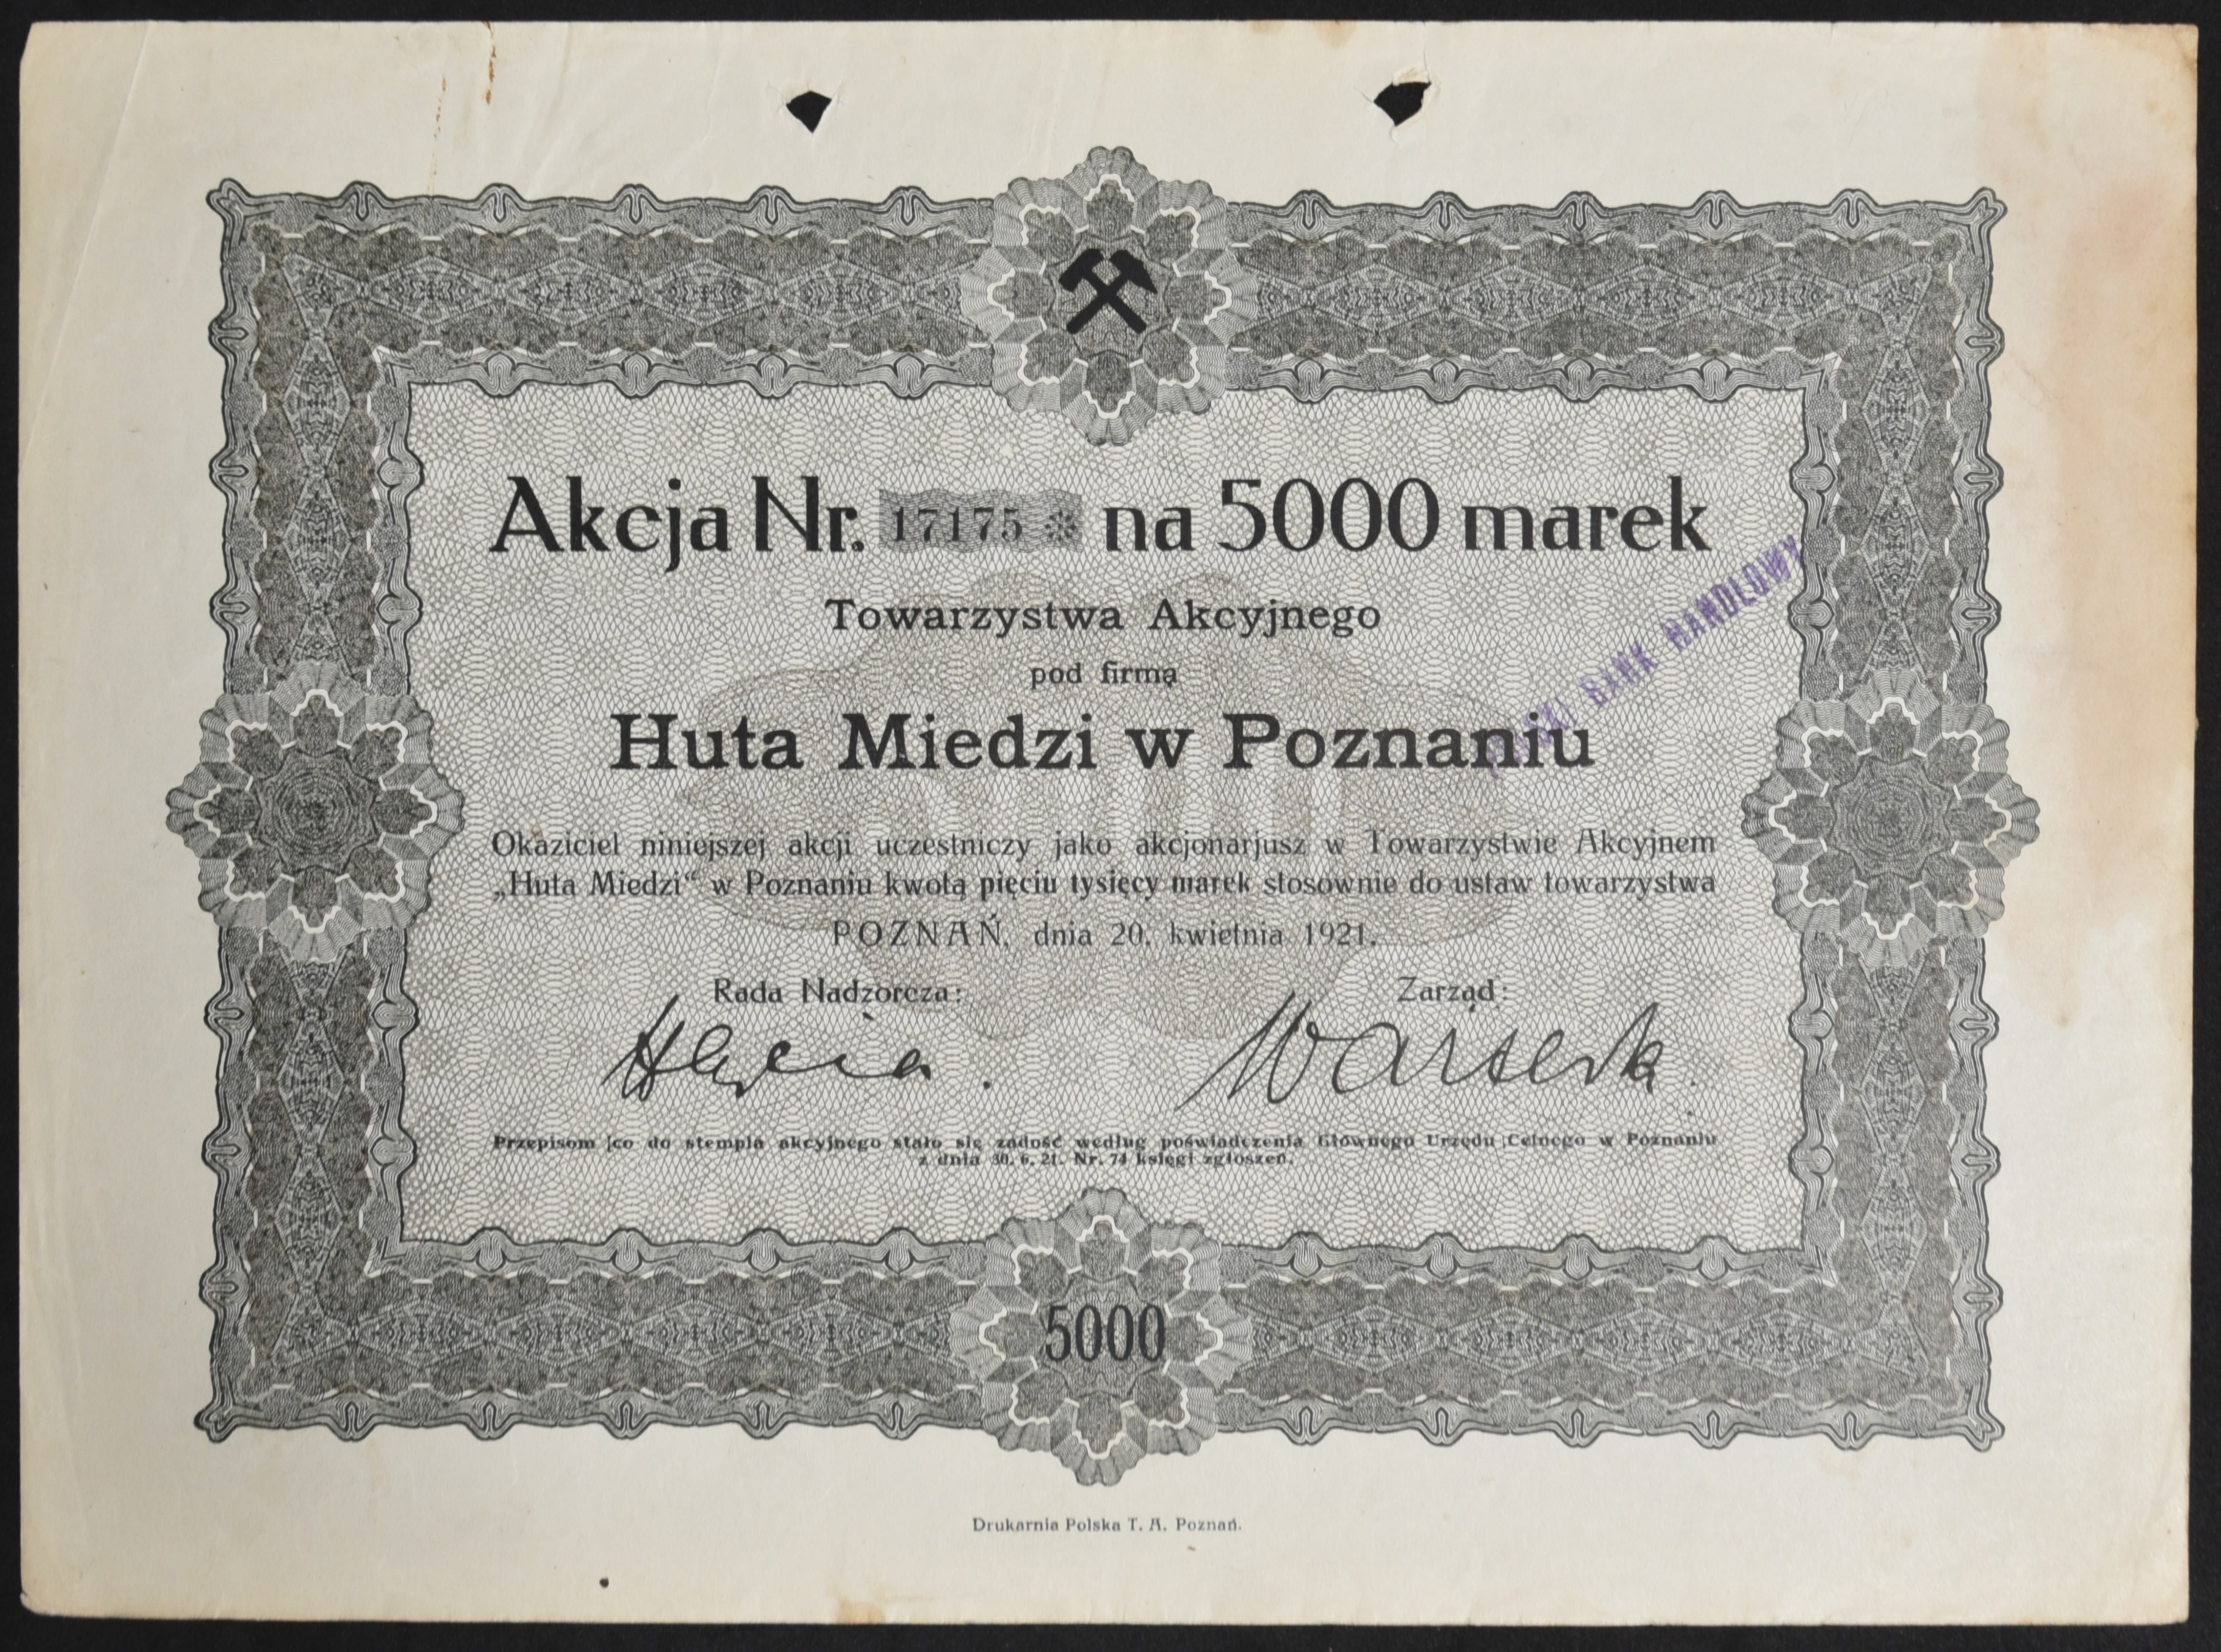 Akcja Nr. 17175 * na 5000 marek
Towarzystwa Akcyjnego
pod firmą
POLSKI BANK HANDLOWY
Huta Miedzi w Poznaniu
Okaziciel niniejszej akcji uczestniczy jako akcjonarjusz w Towarzystwie Akcyjnem
„Huta Miedzi“ w Poznaniu kwotą pięciu tysięcy marek stosownie do ustaw towarzystwa
POZNAŃ, dnia 20. kwietnia 1921.
Rada Nadzorcza: Zarząd:
Przepisom co do stempla akcyjnego stało się zadość według poświadczenia Głównego Urzędu Celnego w Poznaniu
z dnia 30. 6. 21. Nr. 74 księgi zgłoszeń.
5000
Drukarnia Polska T. A. Poznań.